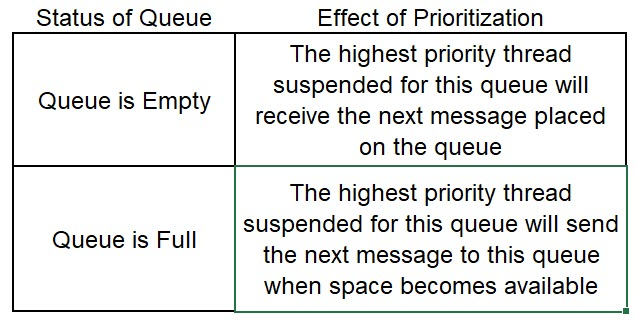 Status of Queue
Effect of Prioritization
Queue is Empty
The highest priority thread
suspended for this queue will
receive the next message placed
on the queue
Queue is Full
The highest priority thread
suspended for this queue will send
the next message to this queue
when space becomes available